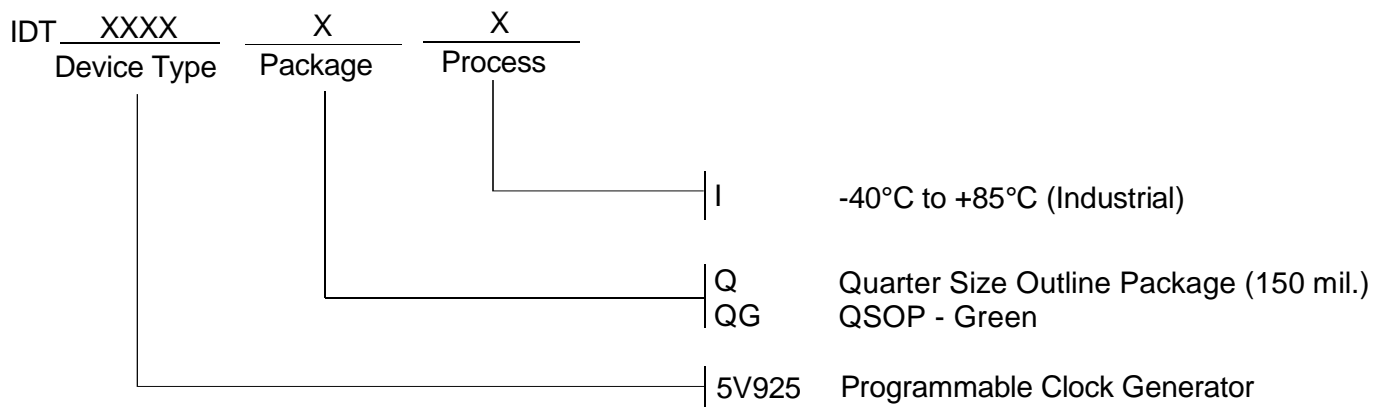 IDT XXXX X X
Device Type Package Process
I -40°C to +85°C (Industrial)
Q Quarter Size Outline Package (150 mil.)
QG QSOP - Green
5V925 Programmable Clock Generator